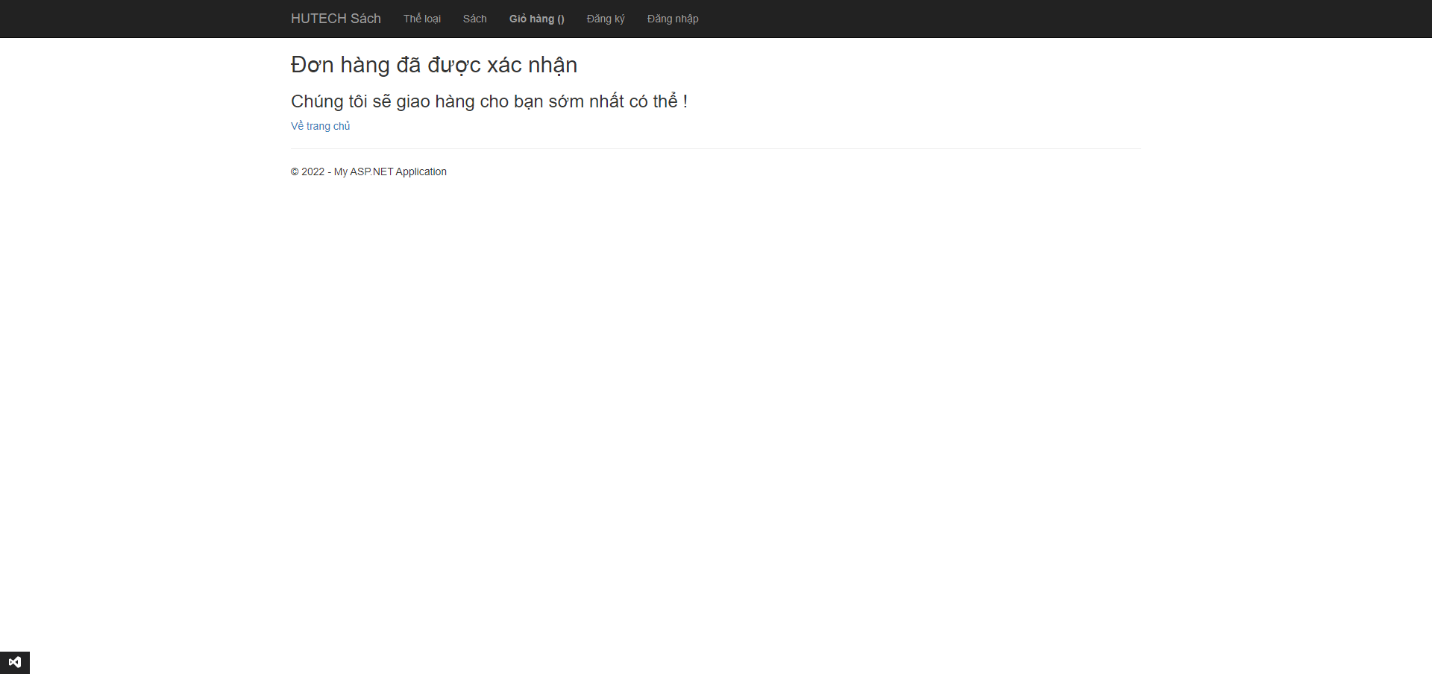 HUTECH Sách Thể loại Sách Giỏ hàng () Đăng ký Đăng nhập
Đơn hàng đã được xác nhận
Chúng tôi sẽ giao hàng cho bạn sớm nhất có thể !
Về trang chủ
© 2022 - My ASP.NET Application